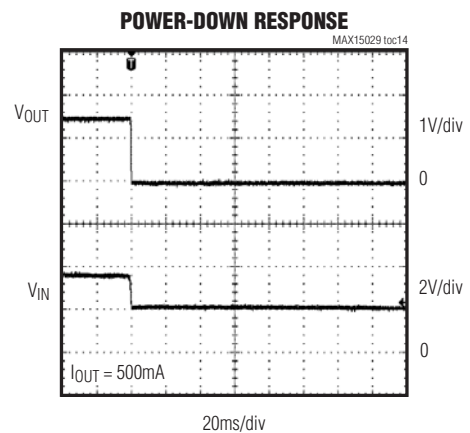 POWER-DOWN RESPONSE
MAX15029 toc14
T
VOUT
1V/div
0
VIN
2V/div
0
IOUT = 500mA
20ms/div